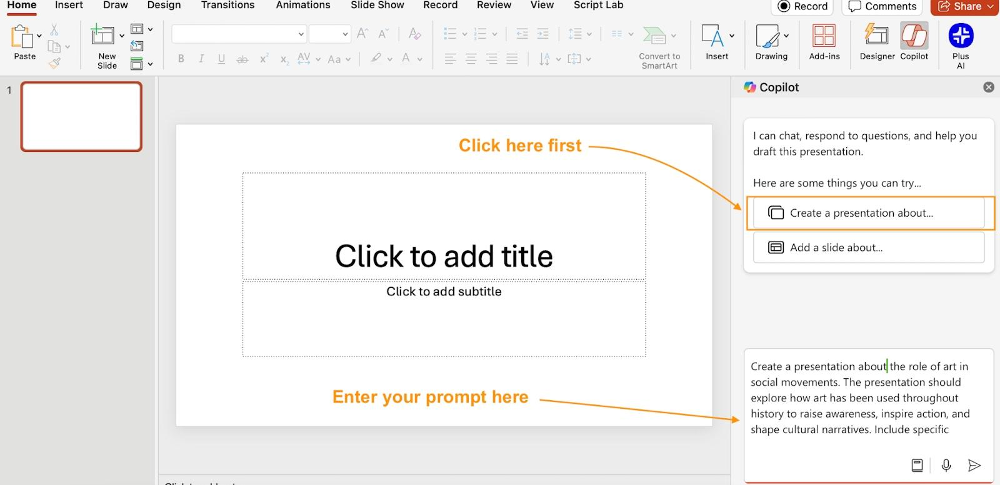 Home Insert Draw Design Transitions Animations Slide Show Record Review View Script Lab
Record Comments Share
Paste
New
Slide
B I U ab x² x₂ AV Aa A
Convert to
SmartArt
Insert
Drawing
Add-ins
Designer
Copilot
Plus
AI
1
Click here first
Click to add title
Click to add subtitle
Enter your prompt here
Copilot
I can chat, respond to questions, and help you
draft this presentation.
Here are some things you can try...
Create a presentation about...
Add a slide about...
Create a presentation about the role of art in
social movements. The presentation should
explore how art has been used throughout
history to raise awareness, inspire action, and
shape cultural narratives. Include specific